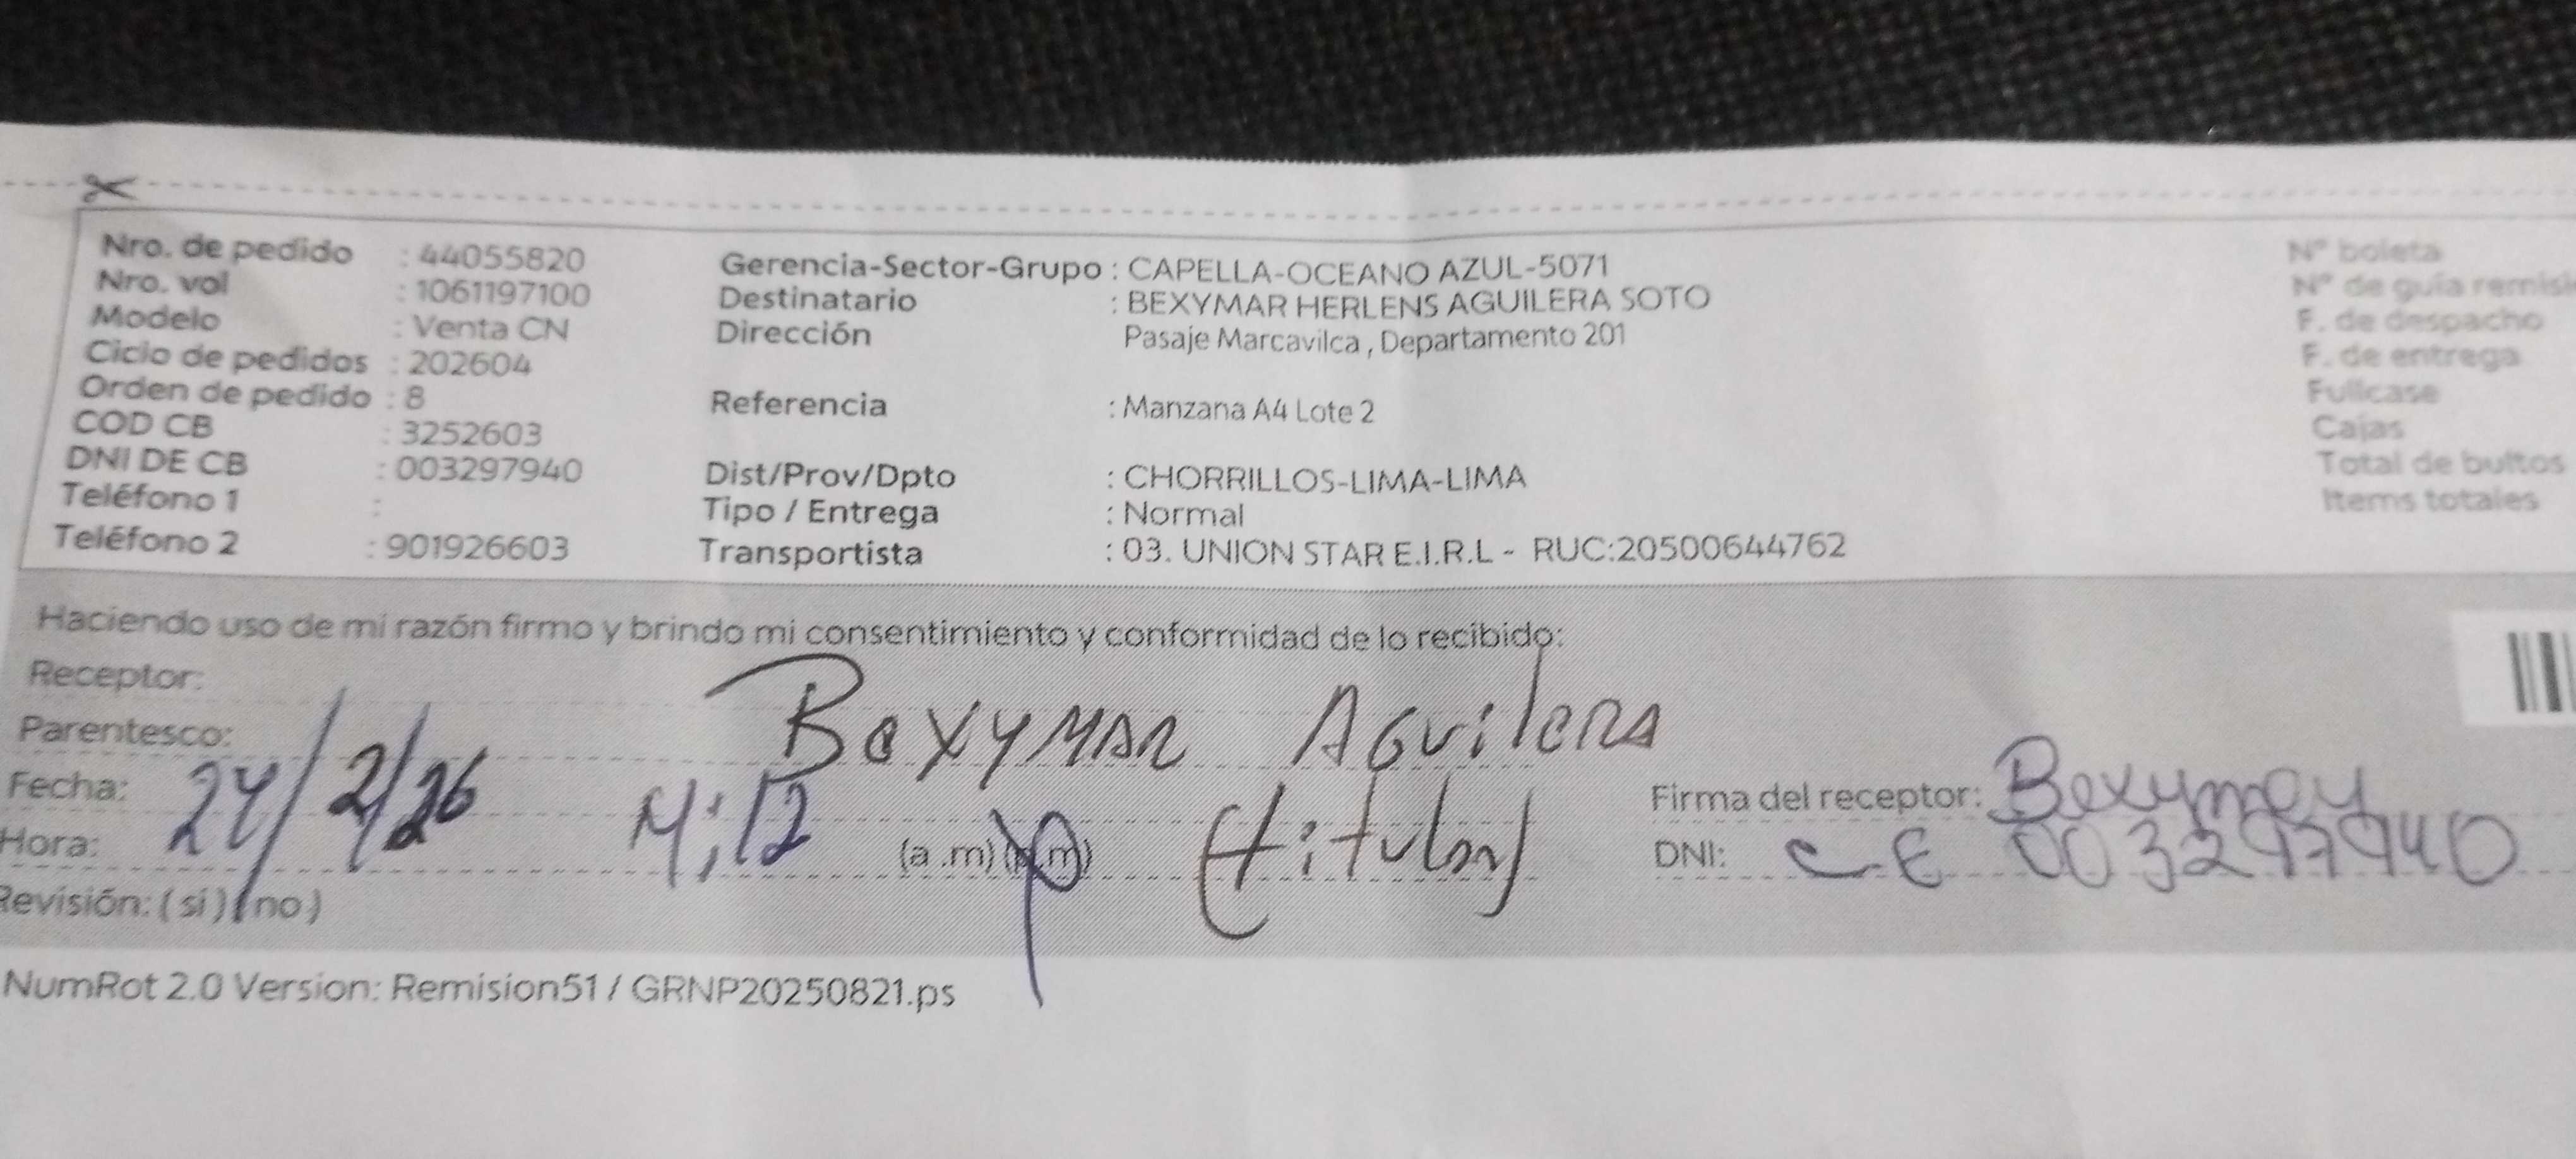 Nro. de pedido : 44055820
Nro. vol : 1061197100
Modelo : Venta CN
Ciclo de pedidos : 202604
Orden de pedido : 8
COD CB : 3252603
DNI DE CB : 003297940
Teléfono 1 :
Teléfono 2 : 901926603
Gerencia-Sector-Grupo : CAPELLA-OCEANO AZUL-5071
Destinatario : BEXYMAR HERLENS AGUILERA SOTO
Dirección Pasaje Marcavilca , Departamento 201
Referencia : Manzana A4 Lote 2
Dist/Prov/Dpto : CHORRILLOS-LIMA-LIMA
Tipo / Entrega : Normal
Transportista : 03. UNION STAR E.I.R.L - RUC:20500644762
N° boleta
N° de guía remisi
F. de despacho
F. de entrega
Fullcase
Cajas
Total de bultos
Items totales
Haciendo uso de mi razón firmo y brindo mi consentimiento y conformidad de lo recibido:
Receptor:
Parentesco: Bexymar Aguilera
Fecha: 24/2/26
Hora: 4:12 (a .m) (p.m) (titular)
Revisión: ( si ) ( no )
Firma del receptor: Bexymar
DNI: CE 003297940
NumRot 2.0 Version: Remision51 / GRNP20250821.ps